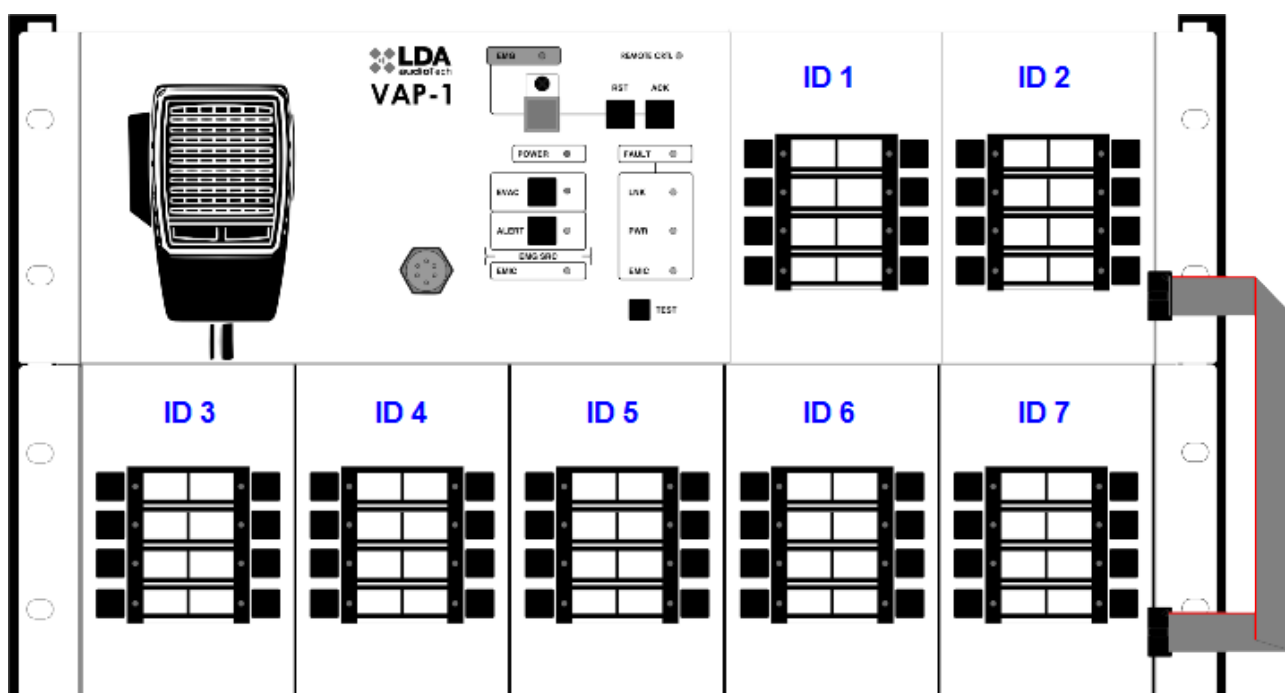 LDA
audioTech
VAP-1
EMG
REMOTE CRTL
RST ACK
POWER
FAULT
EVAC
LNK
ALERT
PWR
EMG SRC
EMIC
EMIC
TEST
ID 1
ID 2
ID 3
ID 4
ID 5
ID 6
ID 7